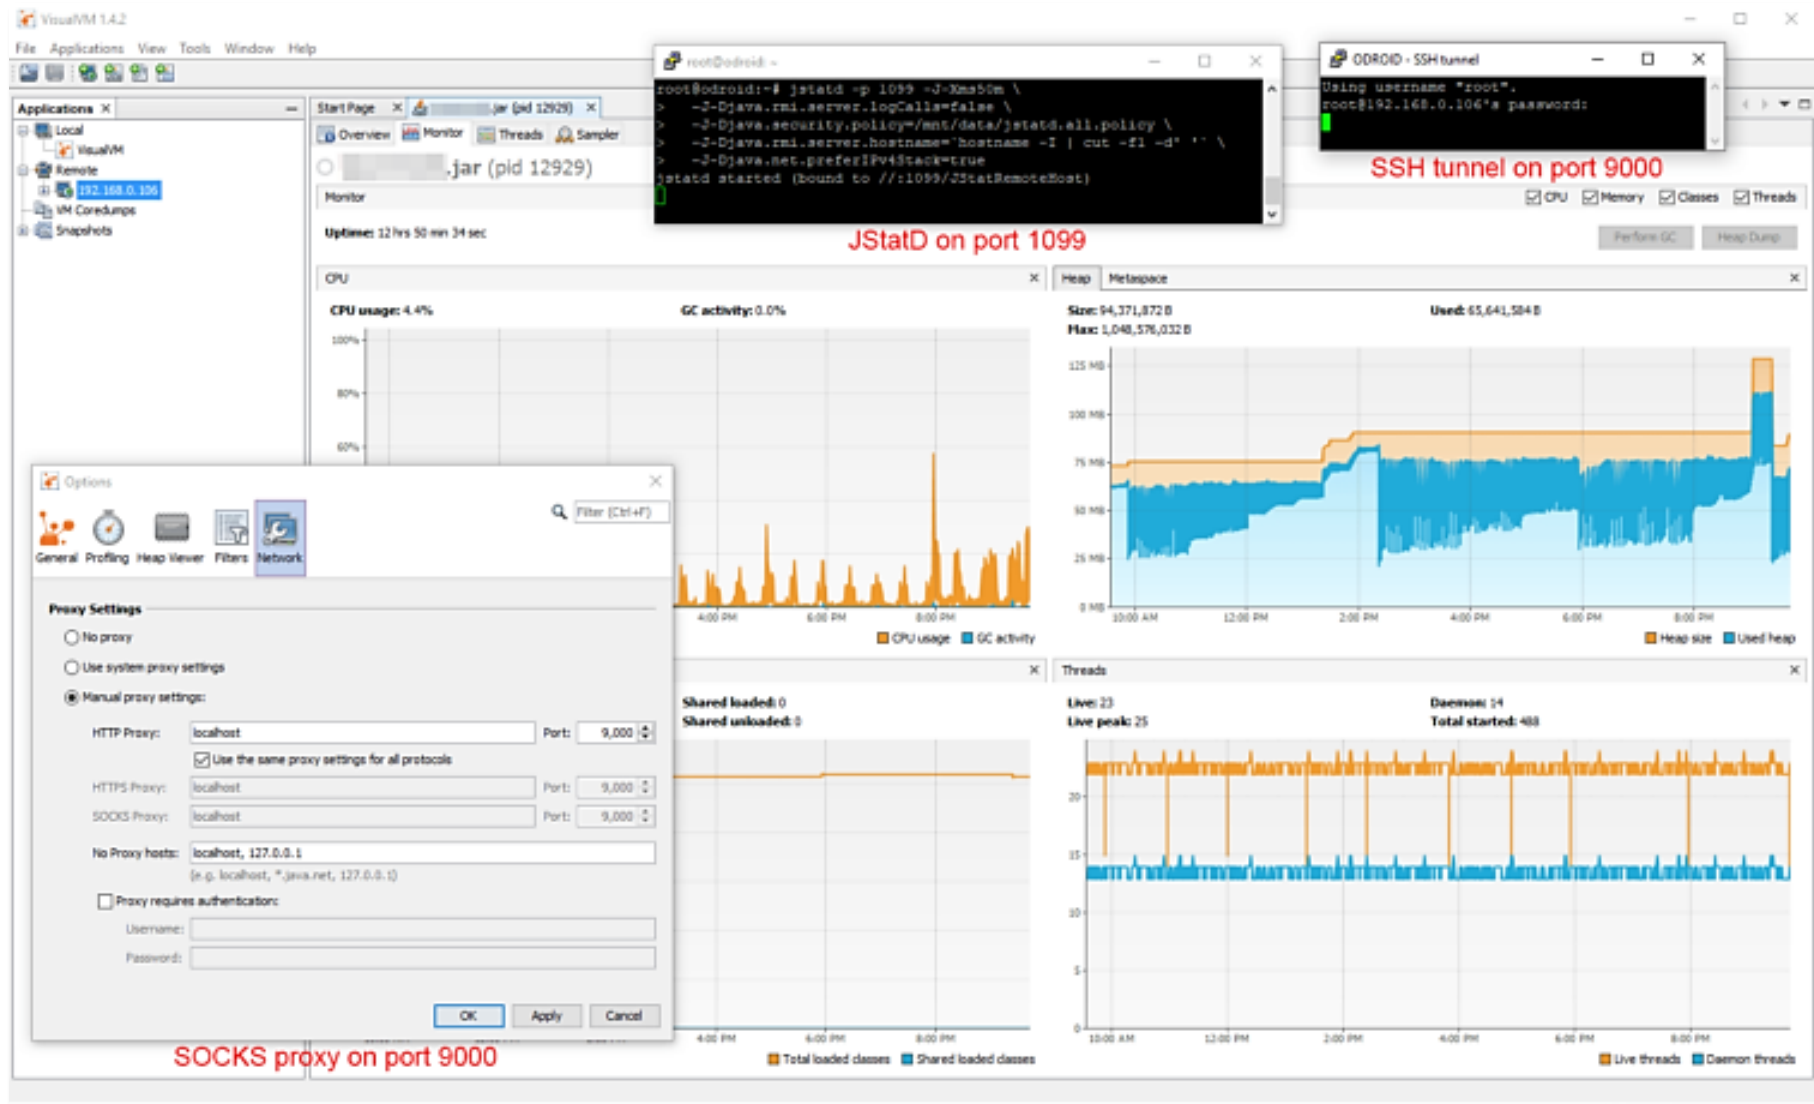 VisualVM 1.4.2
File Applications View Tools Window Help
Applications
Local
VisualVM
Remote
192.168.0.106
VM Coredumps
Snapshots
Start Page
.jar (pid 12929)
Overview Monitor Threads Sampler
.jar (pid 12929)
Monitor
CPU Memory Classes Threads
Uptime: 12 hrs 50 min 34 sec
Perform GC Heap Dump
root@odroid: ~
root@odroid:~# jstatd -p 1099 -J-Xms50m \
> -J-Djava.rmi.server.logCalls=false \
> -J-Djava.security.policy=/mnt/data/jstatd.all.policy \
> -J-Djava.rmi.server.hostname=`hostname -I | cut -f1 -d' '` \
> -J-Djava.net.preferIPv4Stack=true
jstatd started (bound to //:1099/JStatRemoteHost)
JStatD on port 1099
ODROID - SSH tunnel
Using username "root".
root@192.168.0.106's password:
SSH tunnel on port 9000
CPU
CPU usage: 4.4% GC activity: 0.0%
100%
80%
60%
4:00 PM 6:00 PM 8:00 PM
CPU usage GC activity
Heap Metaspace
Size: 94,371,872 B Used: 65,641,584 B
Max: 1,048,576,032 B
125 MB
100 MB
75 MB
50 MB
25 MB
0 MB
10:00 AM 12:00 PM 2:00 PM 4:00 PM 6:00 PM 8:00 PM
Heap size Used heap
Options
Filter (Ctrl+F)
General Profiling Heap Viewer Filters Network
Proxy Settings
No proxy
Use system proxy settings
Manual proxy settings:
HTTP Proxy: localhost Port: 9,000
Use the same proxy settings for all protocols
HTTPS Proxy: localhost Port: 9,000
SOCKS Proxy: localhost Port: 9,000
No Proxy hosts: localhost, 127.0.0.1
(e.g. localhost, *.java.net, 127.0.0.1)
Proxy requires authentication:
Username:
Password:
OK Apply Cancel
SOCKS proxy on port 9000
Shared loaded: 0
Shared unloaded: 0
4:00 PM 6:00 PM 8:00 PM
Total loaded classes Shared loaded classes
Threads
Live: 23 Daemon: 14
Live peak: 25 Total started: 488
20
15
10
5
0
10:00 AM 12:00 PM 2:00 PM 4:00 PM 6:00 PM 8:00 PM
Live threads Daemon threads